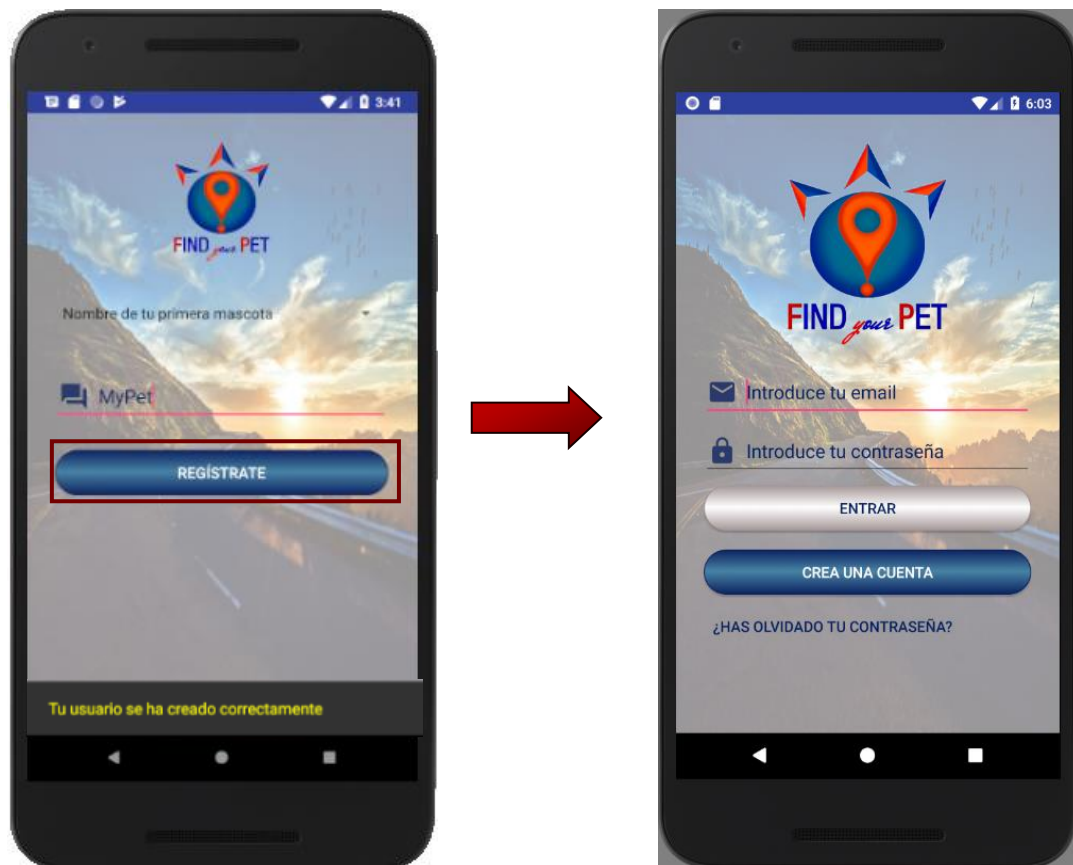 3:41
FIND your PET
Nombre de tu primera mascota
MyPet
REGÍSTRATE
Tu usuario se ha creado correctamente
6:03
FIND your PET
Introduce tu email
Introduce tu contraseña
ENTRAR
CREA UNA CUENTA
¿HAS OLVIDADO TU CONTRASEÑA?